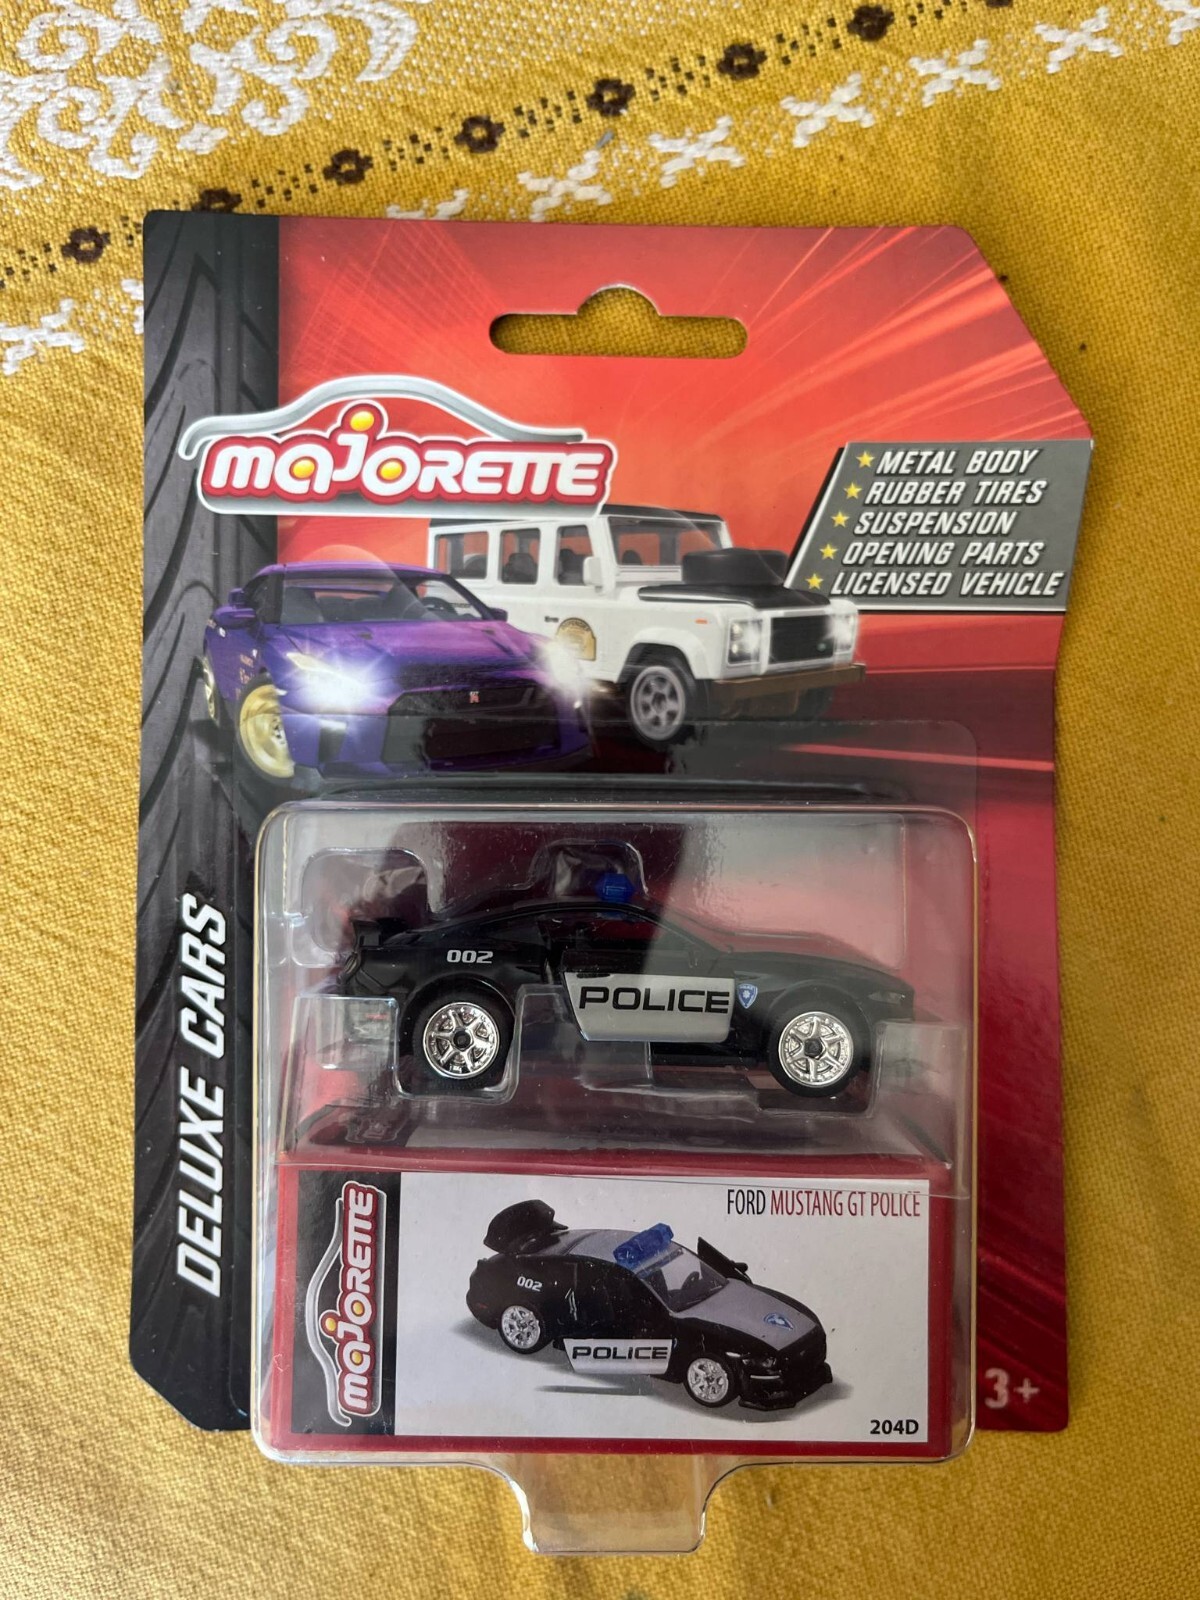 MAJORETTE
METAL BODY
RUBBER TIRES
SUSPENSION
OPENING PARTS
LICENSED VEHICLE
DELUXE CARS
002
POLICE
MAJORETTE
FORD MUSTANG GT POLICE
002
POLICE
204D
3+